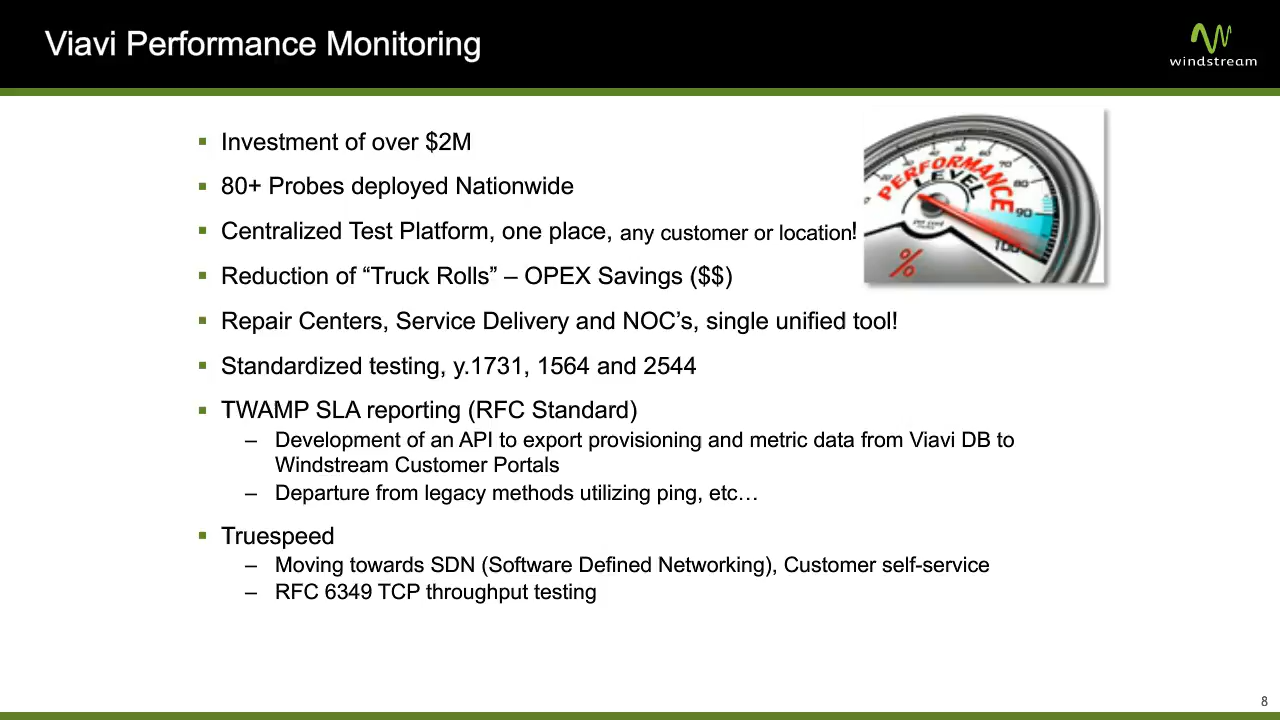 Viavi Performance Monitoring
windstream
Investment of over $2M
80+ Probes deployed Nationwide
Centralized Test Platform, one place, any customer or location!
Reduction of “Truck Rolls” – OPEX Savings ($$)
Repair Centers, Service Delivery and NOC’s, single unified tool!
Standardized testing, y.1731, 1564 and 2544
TWAMP SLA reporting (RFC Standard)
– Development of an API to export provisioning and metric data from Viavi DB to
Windstream Customer Portals
– Departure from legacy methods utilizing ping, etc…
Truespeed
– Moving towards SDN (Software Defined Networking), Customer self-service
– RFC 6349 TCP throughput testing
PERFORMANCE
LEVEL
70
80
90
100
%
8